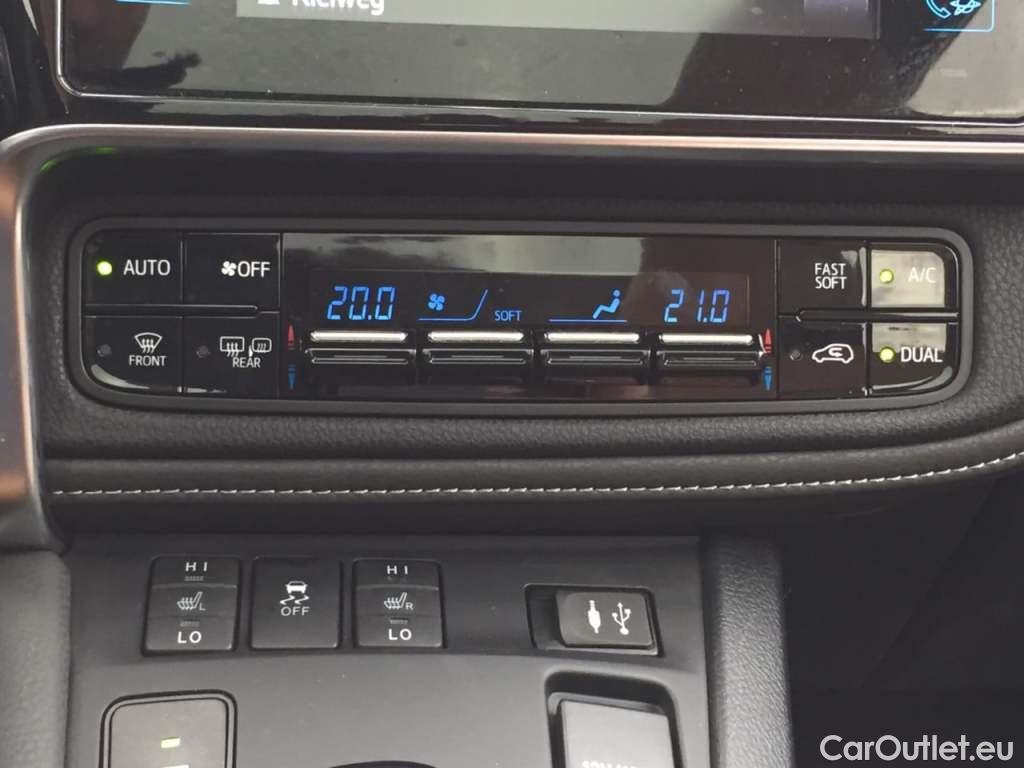 Kielweg
AUTO
OFF
20.0
SOFT
21.0
FAST
SOFT
A/C
FRONT
REAR
DUAL
HI
L
LO
OFF
HI
R
LO
CarOutlet.eu